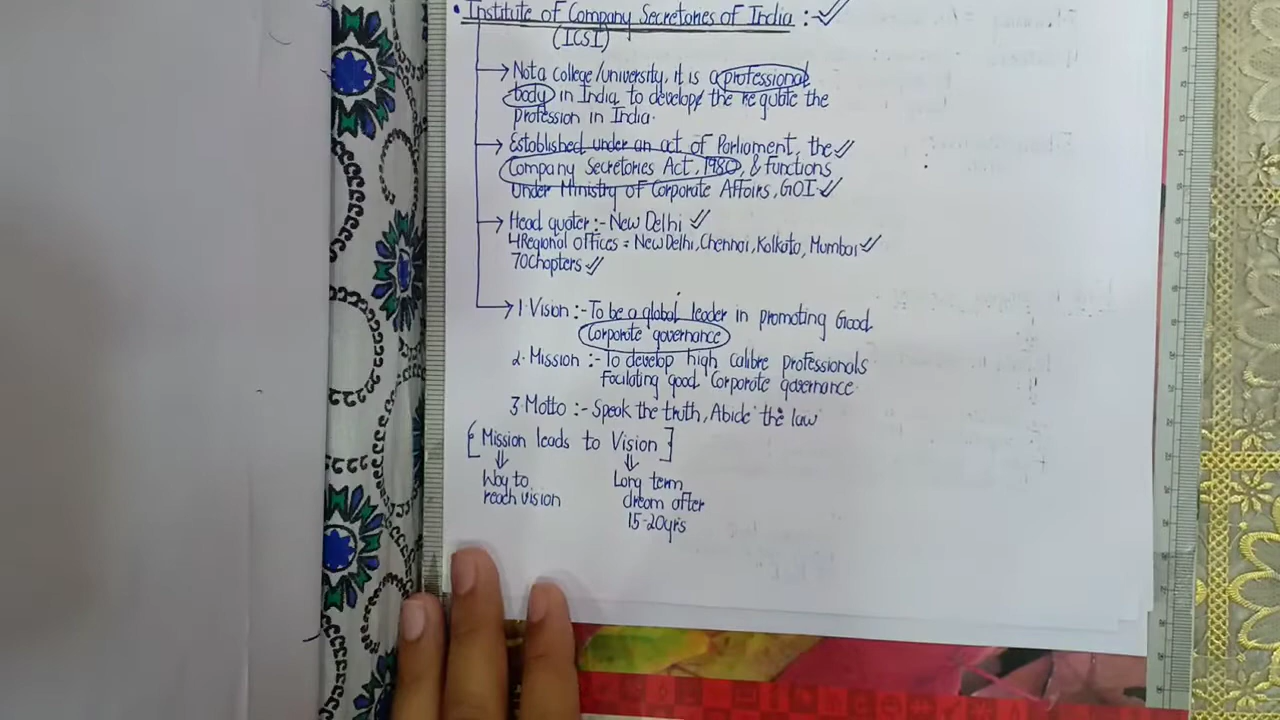 • Institute of Company Secretories of India :-
(ICSI)
→ Not a college/university, it is a professional
body in India to develop the regulate the
profession in India.
→ Established under an act of Parliament, the
Company Secretories Act, 1980, & functions
under Ministry of Corporate Affairs, GOI
→ Head quoter :- New Delhi
4 Regional offices = New Delhi, Chennai, Kolkata, Mumbai
70 Chapters
→ 1. Vision :- To be a global leader in promoting Good
Corporate governance
2. Mission :- To develop high calibre professionals
Facilating good Corporate governance.
3. Motto :- Speak the truth, Abide the law
[Mission leads to Vision]
⇓ ⇓
Way to Long term
reach vision dream after
15-20yrs